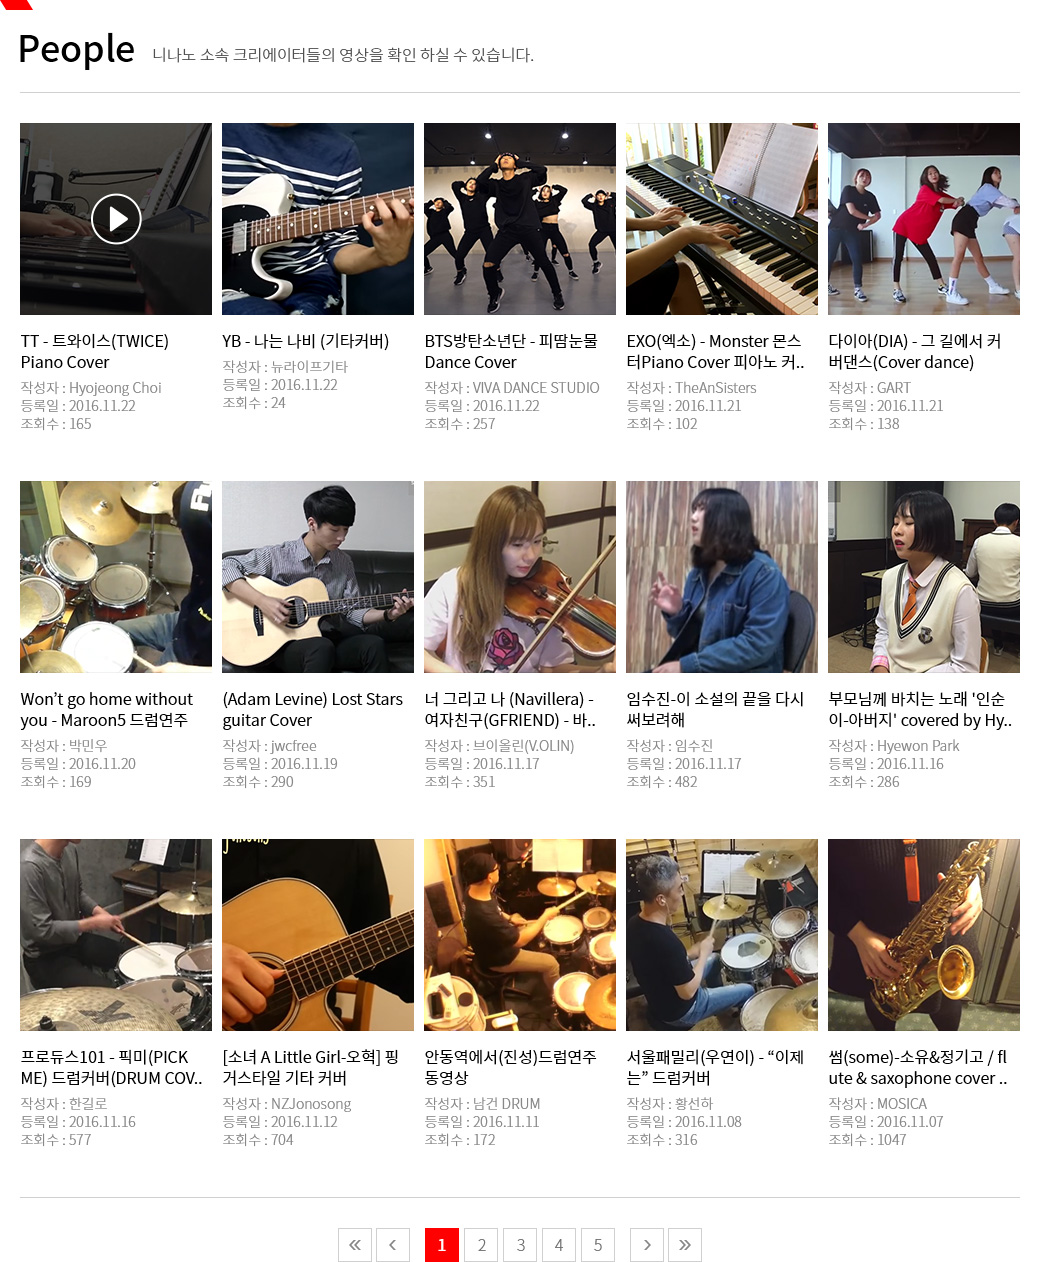 People 니나노 소속 크리에이터들의 영상을 확인 하실 수 있습니다.
TT - 트와이스(TWICE)
Piano Cover
작성자 : Hyojeong Choi
등록일 : 2016.11.22
조회수 : 165
YB - 나는 나비 (기타커버)
작성자 : 뉴라이프기타
등록일 : 2016.11.22
조회수 : 24
BTS방탄소년단 - 피땀눈물
Dance Cover
작성자 : VIVA DANCE STUDIO
등록일 : 2016.11.22
조회수 : 257
EXO(엑소) - Monster 몬스
터Piano Cover 피아노 커..
작성자 : TheAnSisters
등록일 : 2016.11.21
조회수 : 102
다이아(DIA) - 그 길에서 커
버댄스(Cover dance)
작성자 : GART
등록일 : 2016.11.21
조회수 : 138
Won’t go home without
you - Maroon5 드럼연주
작성자 : 박민우
등록일 : 2016.11.20
조회수 : 169
(Adam Levine) Lost Stars
guitar Cover
작성자 : jwcfree
등록일 : 2016.11.19
조회수 : 290
너 그리고 나 (Navillera) -
여자친구(GFRIEND) - 바..
작성자 : 브이올린(V.OLIN)
등록일 : 2016.11.17
조회수 : 351
임수진-이 소설의 끝을 다시
써보려해
작성자 : 임수진
등록일 : 2016.11.17
조회수 : 482
부모님께 바치는 노래 '인순
이-아버지' covered by Hy..
작성자 : Hyewon Park
등록일 : 2016.11.16
조회수 : 286
프로듀스101 - 픽미(PICK
ME) 드럼커버(DRUM COV..
작성자 : 한길로
등록일 : 2016.11.16
조회수 : 577
[소녀 A Little Girl-오혁] 핑
거스타일 기타 커버
작성자 : NZJonosong
등록일 : 2016.11.12
조회수 : 704
안동역에서(진성)드럼연주
동영상
작성자 : 남건 DRUM
등록일 : 2016.11.11
조회수 : 172
서울패밀리(우연이) - “이제
는” 드럼커버
작성자 : 황선하
등록일 : 2016.11.08
조회수 : 316
썸(some)-소유&정기고 / fl
ute & saxophone cover ..
작성자 : MOSICA
등록일 : 2016.11.07
조회수 : 1047
« ‹ 1 2 3 4 5 › »